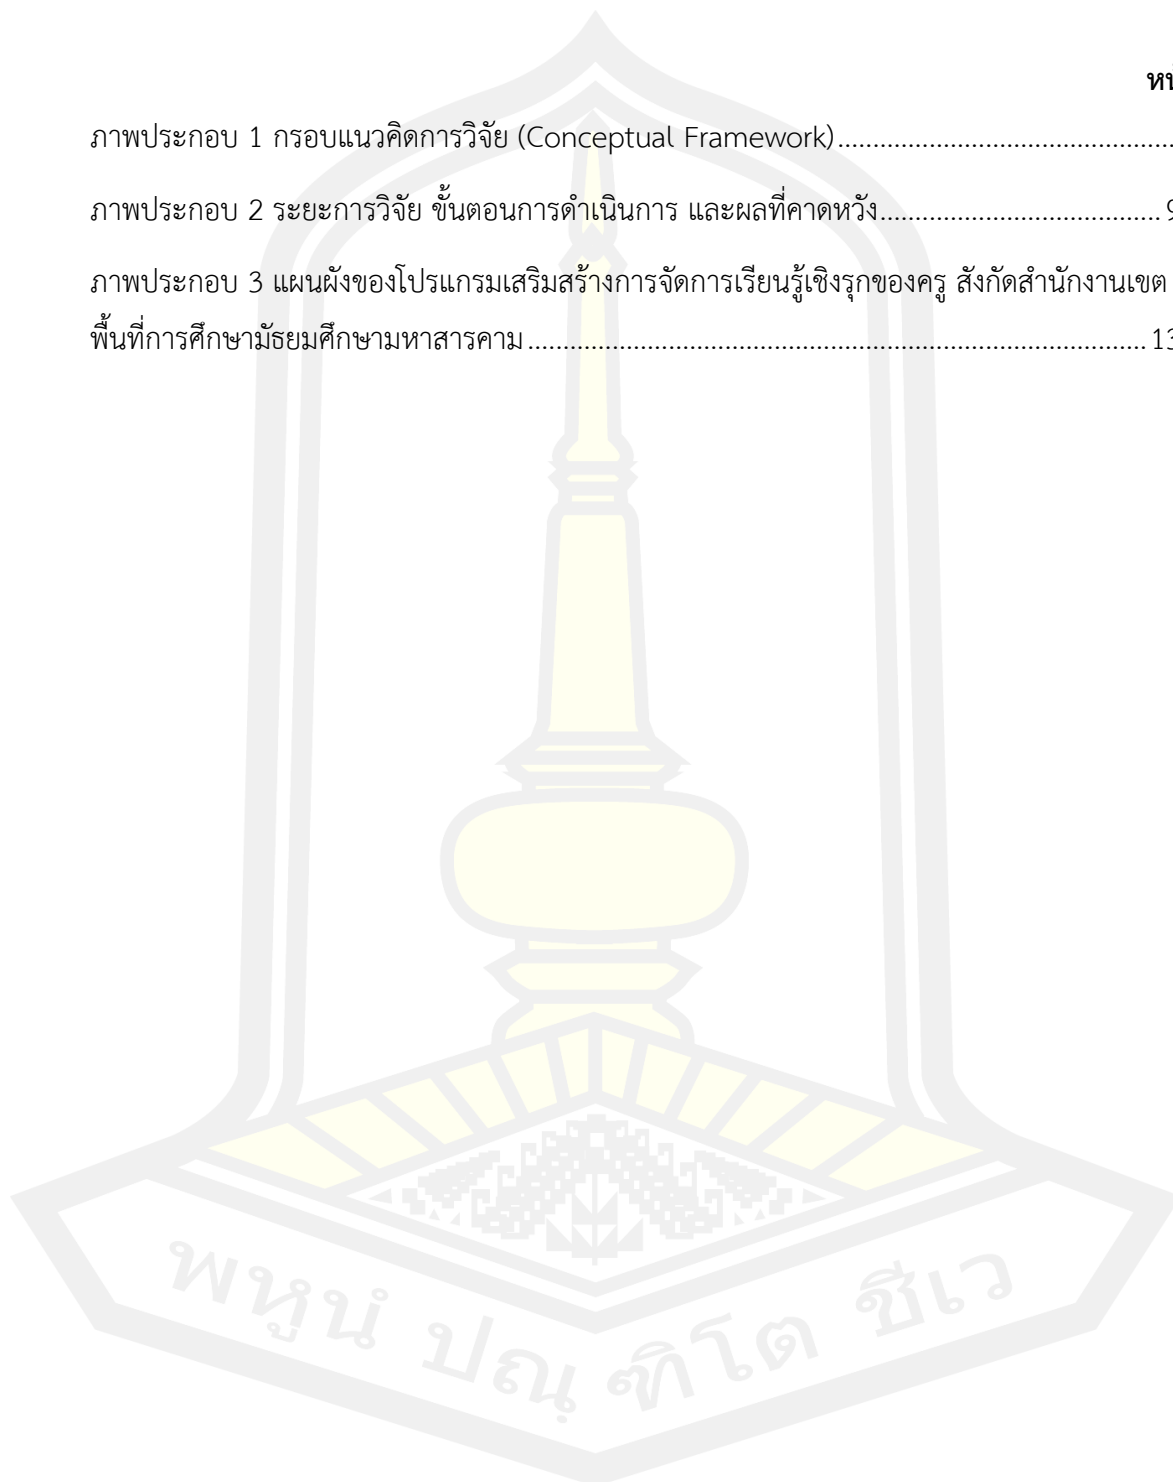 ภาพประกอบ 1 กรอบแนวคิดการวิจัย (Conceptual Framework)................................................
ภาพประกอบ 2 ระยะการวิจัย ขั้นตอนการดำเนินการ และผลที่คาดหวัง........................................
ภาพประกอบ 3 แผนผังของโปรแกรมเสริมสร้างการจัดการเรียนรู้เชิงรุกของครู สังกัดสำนักงานเขต
พื้นที่การศึกษามัธยมศึกษามหาสารคาม........................................................................................
พหูนํ ปณฺฑิโต ชีเว